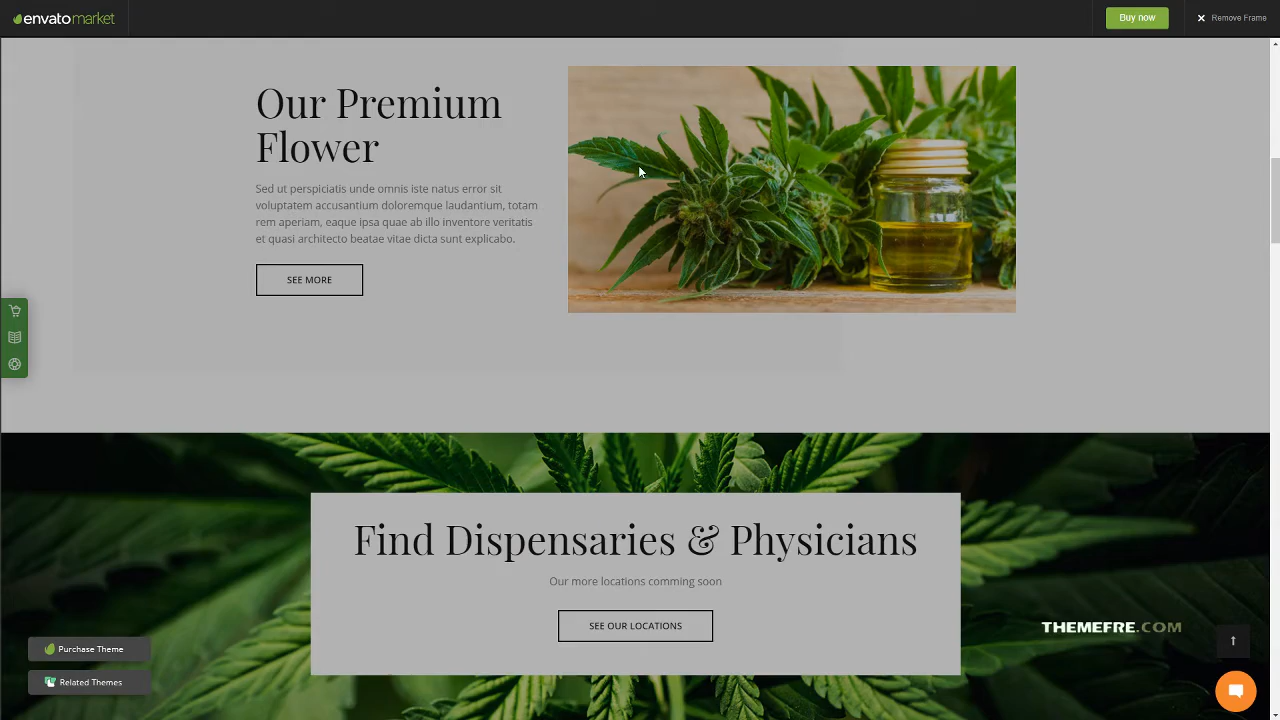 envatomarket
Buy now
Remove Frame
Our Premium
Flower
Sed ut perspiciatis unde omnis iste natus error sit
voluptatem accusantium doloremque laudantium, totam
rem aperiam, eaque ipsa quae ab illo inventore veritatis
et quasi architecto beatae vitae dicta sunt explicabo.
SEE MORE
Find Dispensaries & Physicians
Our more locations comming soon
SEE OUR LOCATIONS
THEMEFRE.COM
Purchase Theme
Related Themes